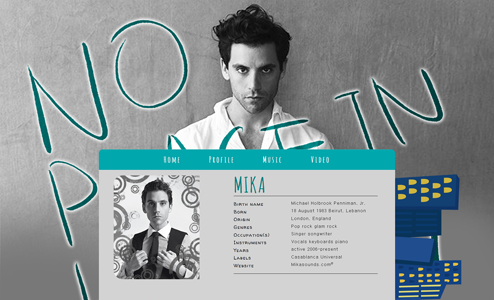 NO
PLACE IN
Home Profile Music Video
MIKA
Birth name Michael Holbrook Penniman, Jr.
Born 18 August 1983 Beirut, Lebanon
Origin London, England
Genres Pop rock glam rock
Occupation(s) Singer songwriter
Instruments Vocals keyboards piano
Years active 2006-present
Labels Casablanca Universal
Website Mikasounds.com